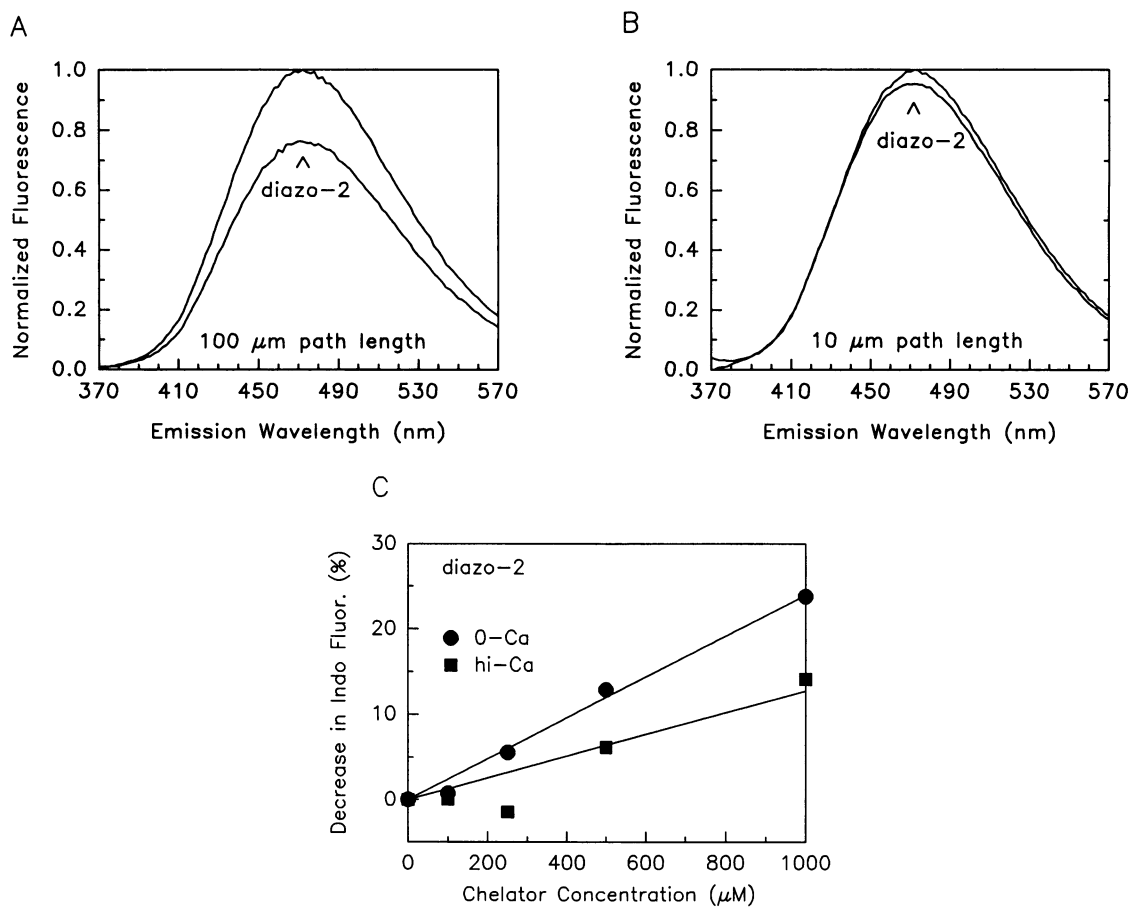 A
Normalized Fluorescence
1.0
0.8
0.6
0.4
0.2
0.0
^
diazo-2
100 μm path length
370 410 450 490 530 570
Emission Wavelength (nm)
B
Normalized Fluorescence
1.0
0.8
0.6
0.4
0.2
0.0
^
diazo-2
10 μm path length
370 410 450 490 530 570
Emission Wavelength (nm)
C
Decrease in Indo Fluor. (%)
30
20
10
0
diazo-2
0-Ca
hi-Ca
0 200 400 600 800 1000
Chelator Concentration (μM)